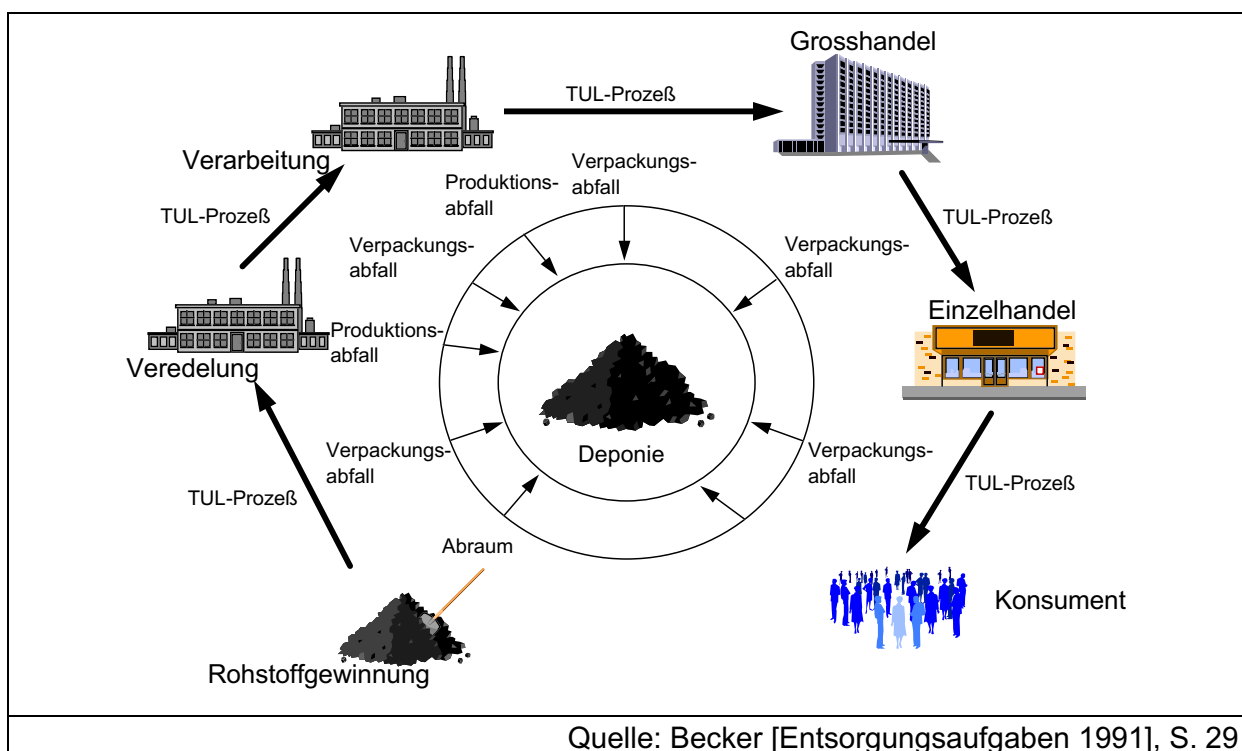 Grosshandel
TUL-Prozeß
Verarbeitung
Verpackungs-
abfall
Produktions-
abfall
TUL-Prozeß
TUL-Prozeß
Verpackungs-
abfall
Verpackungs-
abfall
Einzelhandel
Produktions-
abfall
Veredelung
Verpackungs-
abfall
Deponie
Verpackungs-
abfall
TUL-Prozeß
TUL-Prozeß
Abraum
Konsument
Rohstoffgewinnung
Quelle: Becker [Entsorgungsaufgaben 1991], S. 29